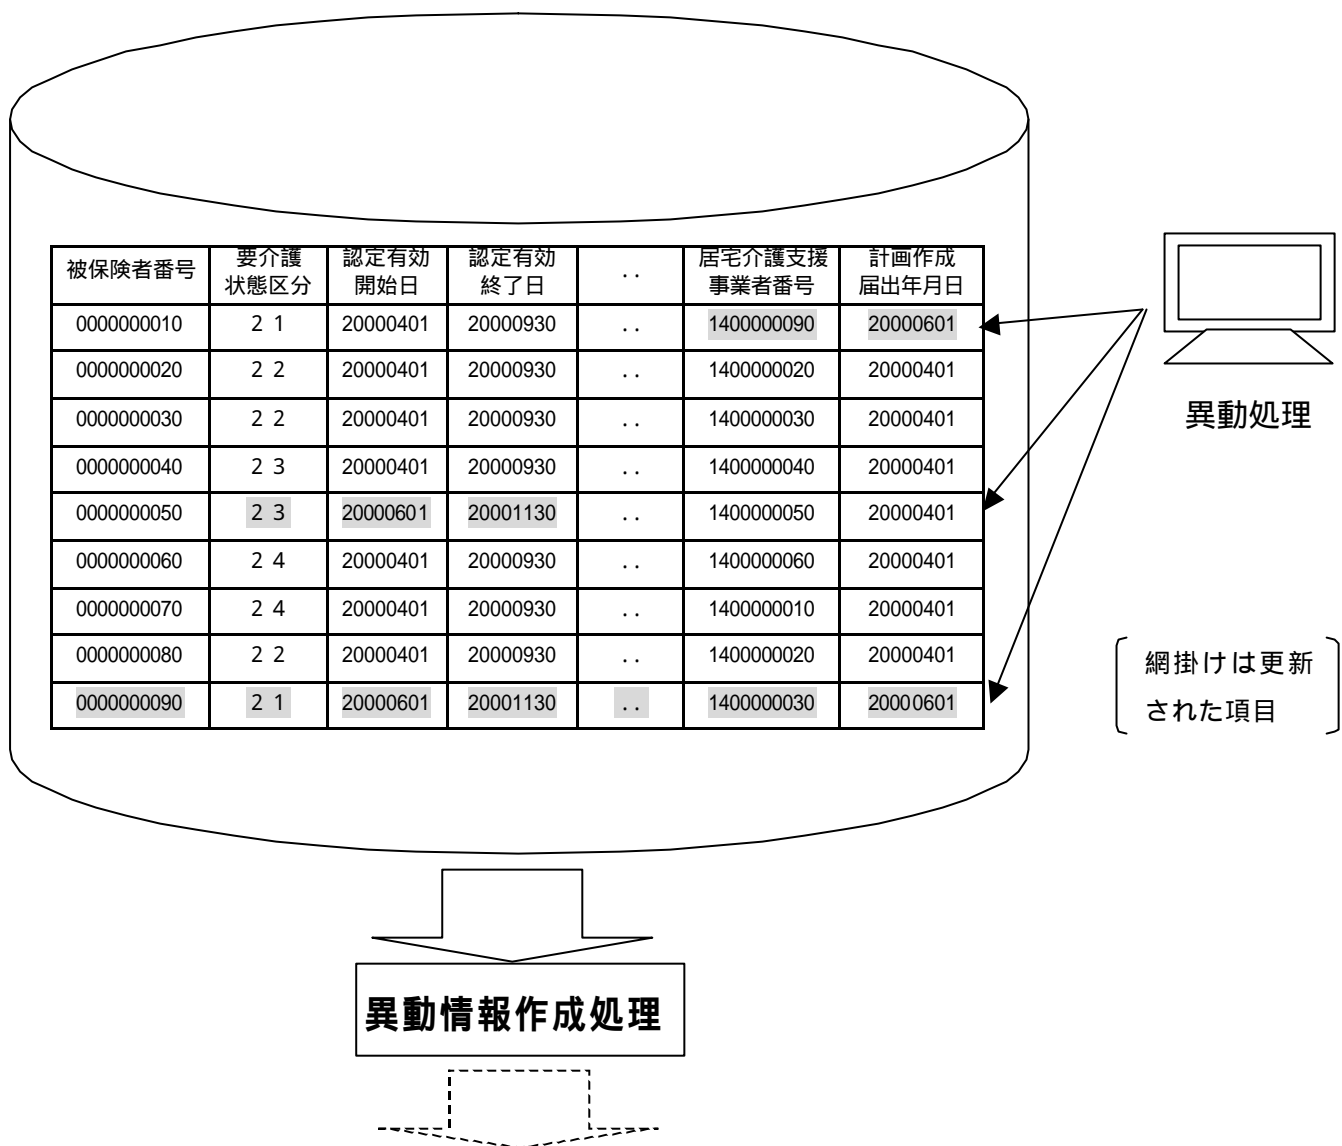 被保険者番号 要介護状態区分 認定有効開始日 認定有効終了日 .. 居宅介護支援事業者番号 計画作成届出年月日
0000000010 21 20000401 20000930 .. 1400000090 20000601
0000000020 22 20000401 20000930 .. 1400000020 20000401
0000000030 22 20000401 20000930 .. 1400000030 20000401
0000000040 23 20000401 20000930 .. 1400000040 20000401
0000000050 23 20000601 20001130 .. 1400000050 20000401
0000000060 24 20000401 20000930 .. 1400000060 20000401
0000000070 24 20000401 20000930 .. 1400000010 20000401
0000000080 22 20000401 20000930 .. 1400000020 20000401
0000000090 21 20000601 20001130 .. 1400000030 20000601
異動処理
網掛けは更新
された項目
異動情報作成処理